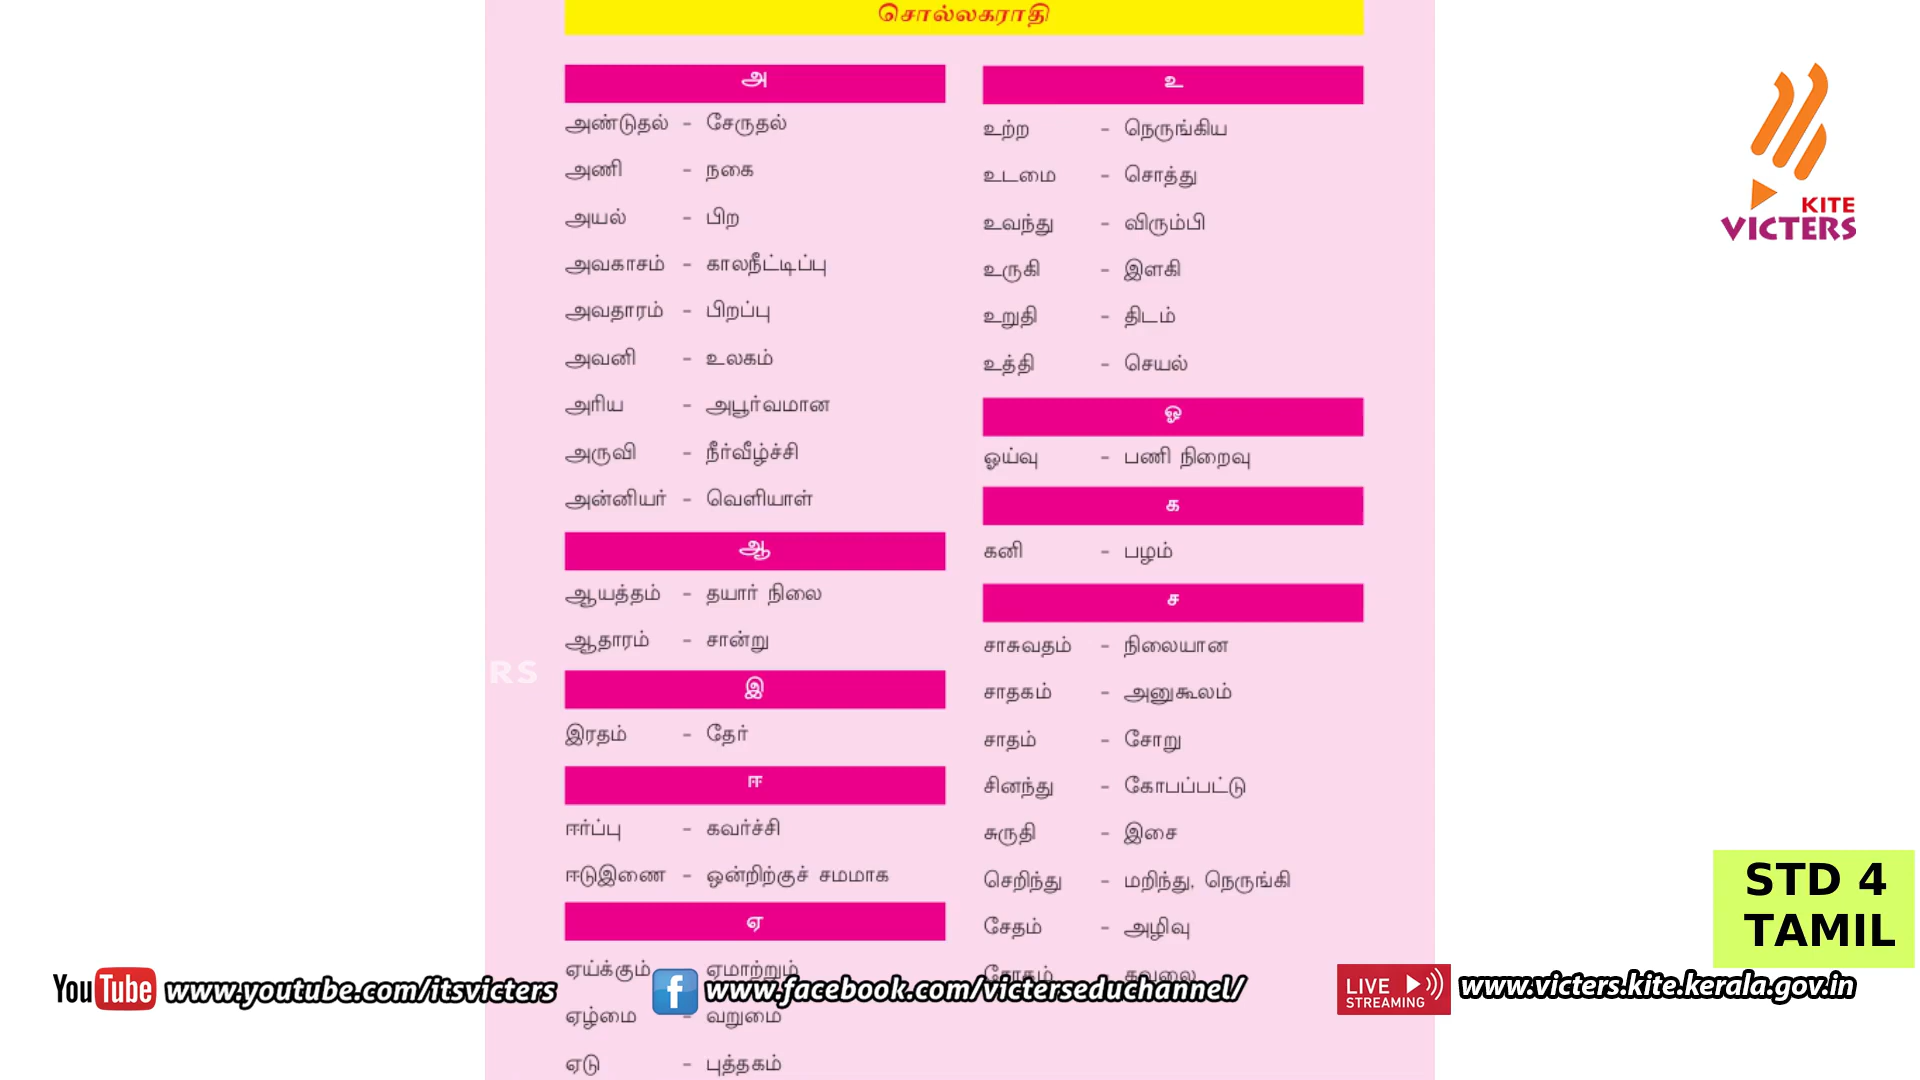 சொல்லகராதி
அ
அண்டுதல் - சேருதல்
அணி - நகை
அயல் - பிற
அவகாசம் - காலநீட்டிப்பு
அவதாரம் - பிறப்பு
அவனி - உலகம்
அரிய - அபூர்வமான
அருவி - நீர்வீழ்ச்சி
அன்னியர் - வெளியாள்
ஆ
ஆயத்தம் - தயார் நிலை
ஆதாரம் - சான்று
இ
இரதம் - தேர்
ஈ
ஈர்ப்பு - கவர்ச்சி
ஈடுஇணை - ஒன்றிற்குச் சமமாக
ஏ
ஏய்க்கும் - ஏமாற்றும்
ஏழ்மை - வறுமை
ஏடு - புத்தகம்
உ
உற்ற - நெருங்கிய
உடமை - சொத்து
உவந்து - விரும்பி
உருகி - இளகி
உறுதி - திடம்
உத்தி - செயல்
ஓ
ஓய்வு - பணி நிறைவு
க
கனி - பழம்
ச
சாசுவதம் - நிலையான
சாதகம் - அனுகூலம்
சாதம் - சோறு
சினந்து - கோபப்பட்டு
சுருதி - இசை
செறிந்து - மறிந்து, நெருங்கி
சேதம் - அழிவு
சோகம் - கவலை
KITE
VICTERS
RS
STD 4
TAMIL
YouTube www.youtube.com/itsvicters
f www.facebook.com/victerseduchannel/
LIVE
STREAMING
www.victers.kite.kerala.gov.in